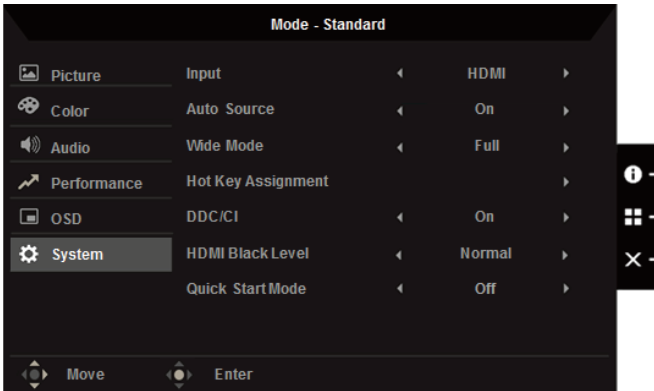 Mode - Standard
Picture
Color
Audio
Performance
OSD
System
Input HDMI
Auto Source On
Wide Mode Full
Hot Key Assignment
DDC/CI On
HDMI Black Level Normal
Quick Start Mode Off
Move Enter